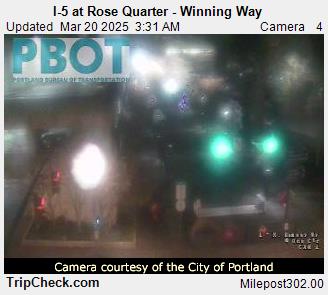 I-5 at Rose Quarter - Winning Way
Updated Mar 20 2025 3:31 AM Camera 4
PBOT
PORTLAND BUREAU OF TRANSPORTATION
Camera courtesy of the City of Portland
TripCheck.com Milepost302.00